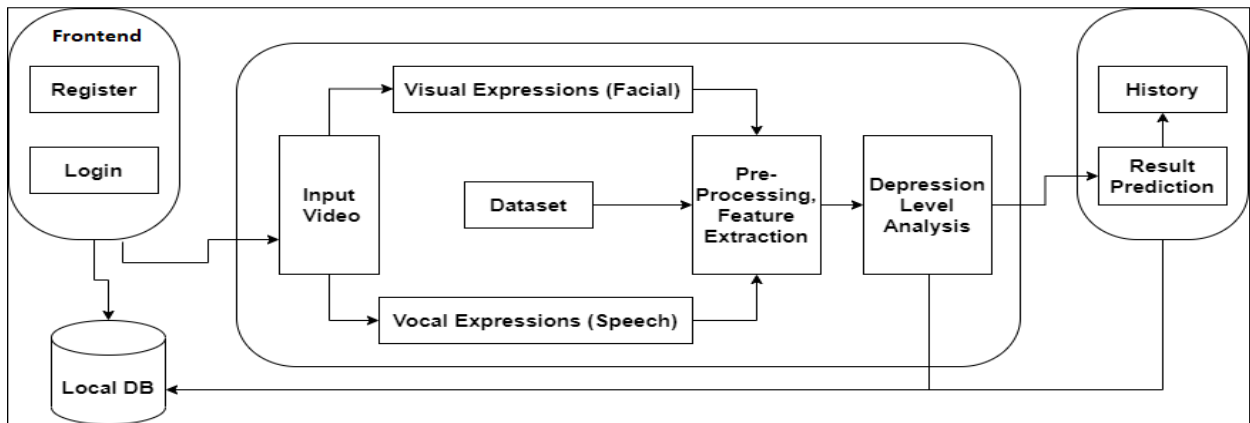 Frontend
Register
Login
Local DB
Input
Video
Visual Expressions (Facial)
Dataset
Vocal Expressions (Speech)
Pre-
Processing,
Feature
Extraction
Depression
Level
Analysis
History
Result
Prediction